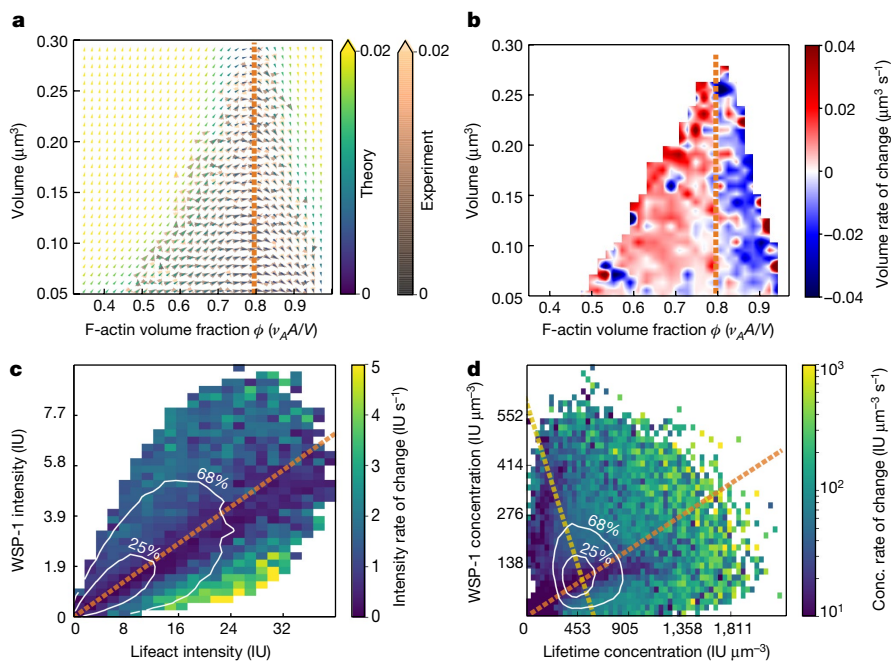 a
b
0.30
0.25
0.20
0.15
0.10
0.05
Volume (μm³)
0.4 0.5 0.6 0.7 0.8 0.9
F-actin volume fraction ϕ (νAA/V)
0.02
0
Theory
0.02
0
Experiment
0.30
0.25
0.20
0.15
0.10
0.05
Volume (μm³)
0.4 0.5 0.6 0.7 0.8 0.9
F-actin volume fraction ϕ (νAA/V)
0.04
0.02
0
−0.02
−0.04
Volume rate of change (μm³ s⁻¹)
c
d
7.7
5.8
3.9
1.9
0
WSP-1 intensity (IU)
68%
25%
0 8 16 24 32
Lifeact intensity (IU)
5
4
3
2
1
0
Intensity rate of change (IU s⁻¹)
552
414
276
138
WSP-1 concentration (IU μm⁻³)
68%
25%
0 453 905 1,358 1,811
Lifetime concentration (IU μm⁻³)
10³
10²
10¹
Conc. rate of change (IU μm⁻³ s⁻¹)